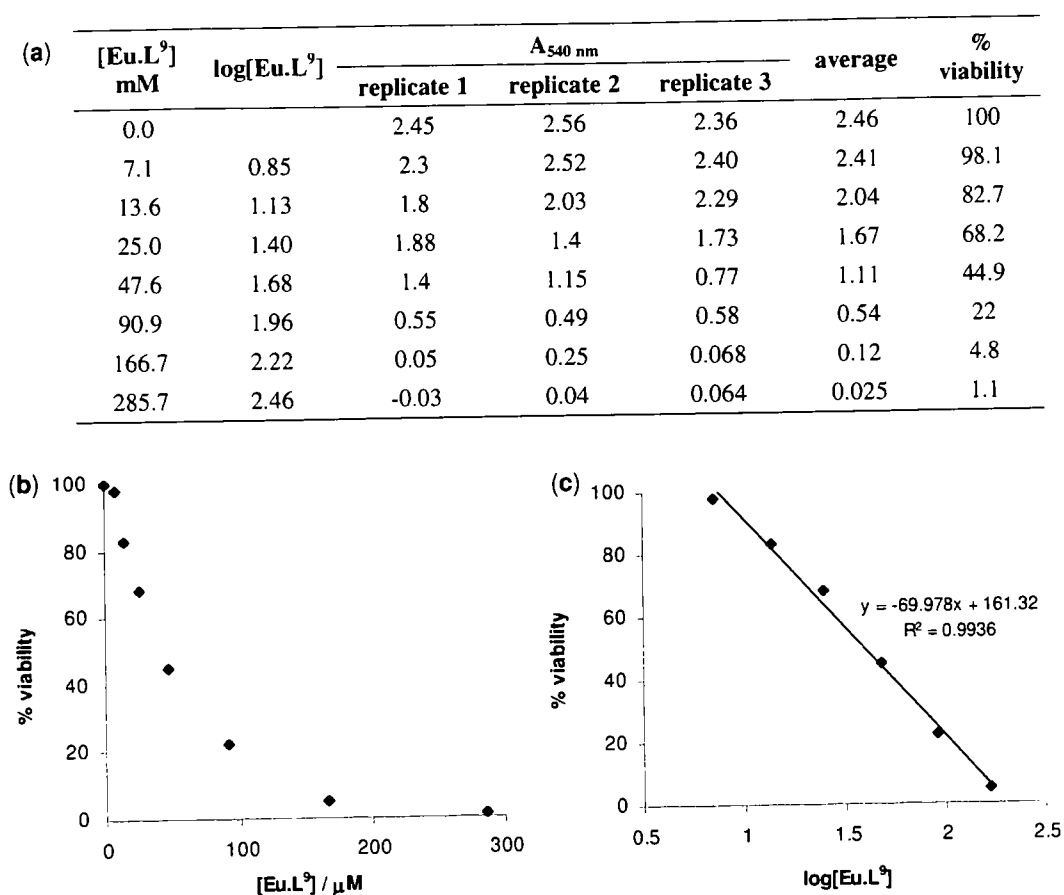 (a)
[Eu.L⁹] mM log[Eu.L⁹] A₅₄₀ ₙₘ average % viability
replicate 1 replicate 2 replicate 3
0.0 2.45 2.56 2.36 2.46 100
7.1 0.85 2.3 2.52 2.40 2.41 98.1
13.6 1.13 1.8 2.03 2.29 2.04 82.7
25.0 1.40 1.88 1.4 1.73 1.67 68.2
47.6 1.68 1.4 1.15 0.77 1.11 44.9
90.9 1.96 0.55 0.49 0.58 0.54 22
166.7 2.22 0.05 0.25 0.068 0.12 4.8
285.7 2.46 -0.03 0.04 0.064 0.025 1.1
(b)
% viability
100
80
60
40
20
0
0 100 200 300
[Eu.L⁹] / μM
(c)
% viability
100
80
60
40
20
0
y = -69.978x + 161.32
R² = 0.9936
0.5 1 1.5 2 2.5
log[Eu.L⁹]